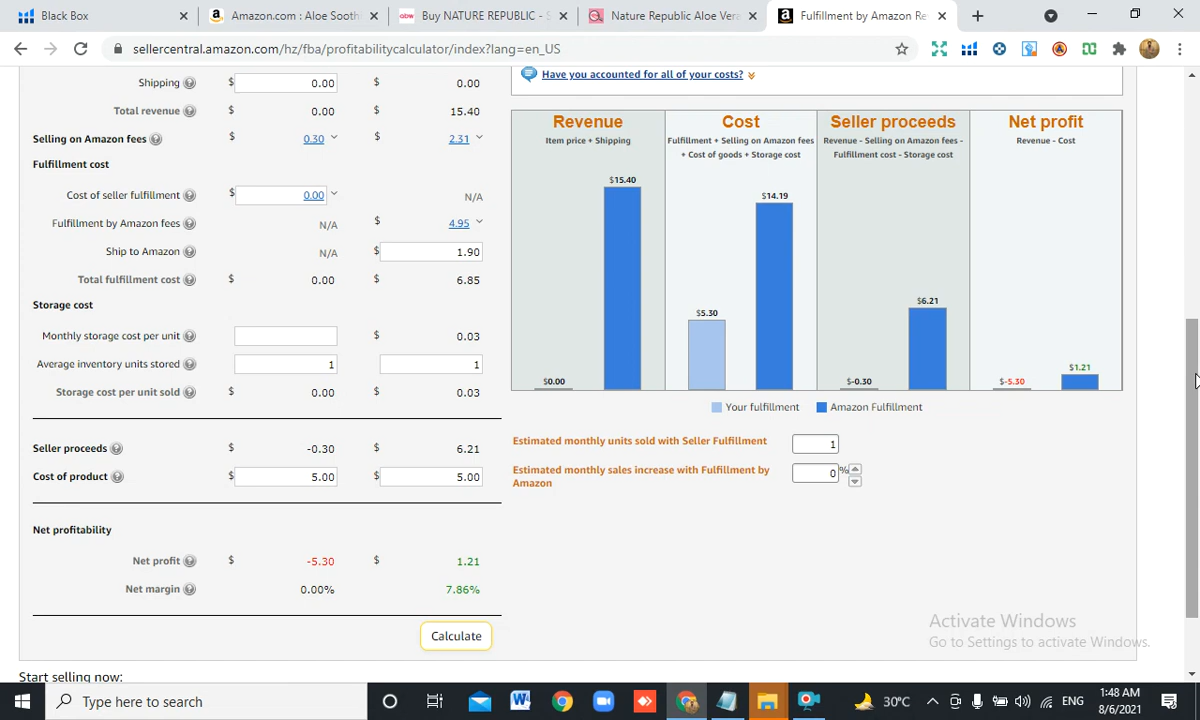 Black Box
Amazon.com : Aloe Sooth
Buy NATURE REPUBLIC - S
Nature Republic Aloe Vera
Fulfillment by Amazon Re
sellercentral.amazon.com/hz/fba/profitabilitycalculator/index?lang=en_US
Shipping $ 0.00 $ 0.00
Total revenue $ 0.00 $ 15.40
Selling on Amazon fees $ 0.30 $ 2.31
Fulfillment cost
Cost of seller fulfillment $ 0.00 N/A
Fulfillment by Amazon fees N/A $ 4.95
Ship to Amazon N/A $ 1.90
Total fulfillment cost $ 0.00 $ 6.85
Storage cost
Monthly storage cost per unit $ 0.03
Average inventory units stored 1 1
Storage cost per unit sold $ 0.00 $ 0.03
Seller proceeds $ -0.30 $ 6.21
Cost of product $ 5.00 $ 5.00
Net profitability
Net profit $ -5.30 $ 1.21
Net margin 0.00% 7.86%
Calculate
Start selling now:
Have you accounted for all of your costs?
Revenue
Item price + Shipping
$15.40
$0.00
Cost
Fulfillment + Selling on Amazon fees
+ Cost of goods + Storage cost
$14.19
$5.30
Seller proceeds
Revenue - Selling on Amazon fees -
Fulfillment cost - Storage cost
$6.21
$-0.30
Net profit
Revenue - Cost
$1.21
$-5.30
Your fulfillment
Amazon Fulfillment
Estimated monthly units sold with Seller Fulfillment 1
Estimated monthly sales increase with Fulfillment by
Amazon
0 %
Activate Windows
Go to Settings to activate Windows.
Type here to search
30°C
ENG
1:48 AM
8/6/2021